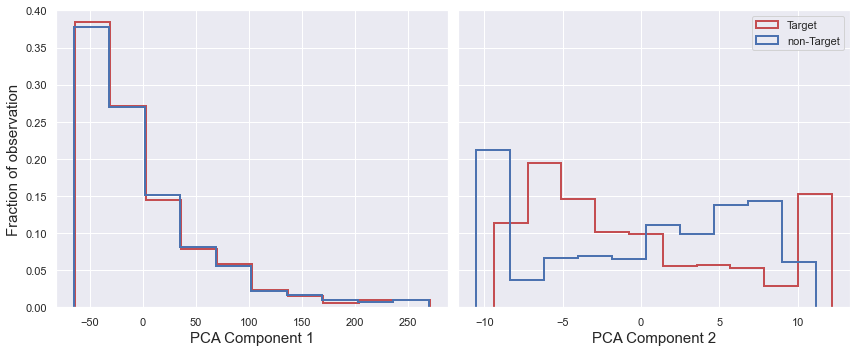 0.40
0.35
0.30
0.25
0.20
0.15
0.10
0.05
0.00
Fraction of observation
−50 0 50 100 150 200 250
PCA Component 1
Target
non-Target
−10 −5 0 5 10
PCA Component 2